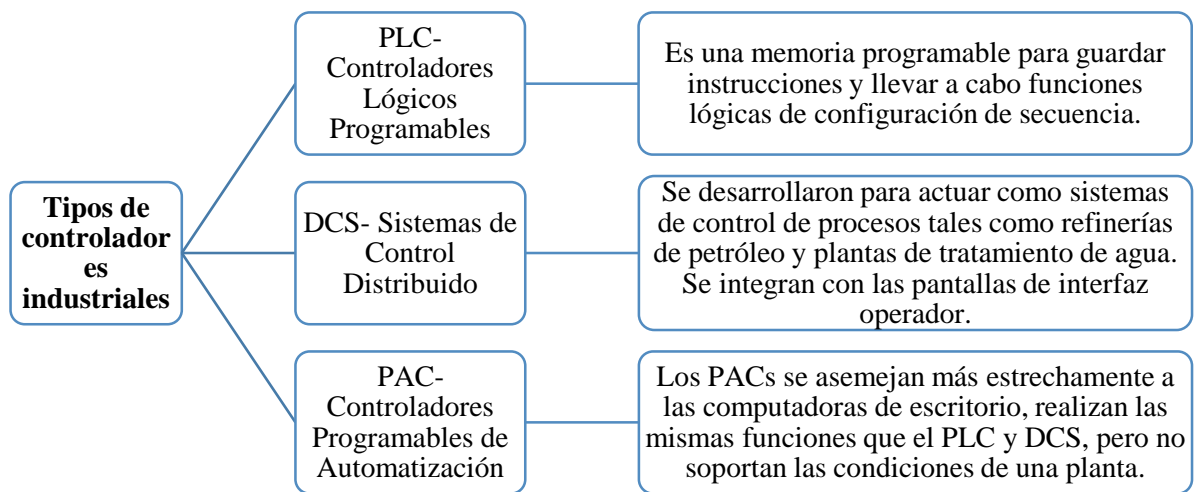 Tipos de
controlador
es
industriales
PLC-
Controladores
Lógicos
Programables
Es una memoria programable para guardar
instrucciones y llevar a cabo funciones
lógicas de configuración de secuencia.
DCS- Sistemas de
Control
Distribuido
Se desarrollaron para actuar como sistemas
de control de procesos tales como refinerías
de petróleo y plantas de tratamiento de agua.
Se integran con las pantallas de interfaz
operador.
PAC-
Controladores
Programables de
Automatización
Los PACs se asemejan más estrechamente a
las computadoras de escritorio, realizan las
mismas funciones que el PLC y DCS, pero no
soportan las condiciones de una planta.